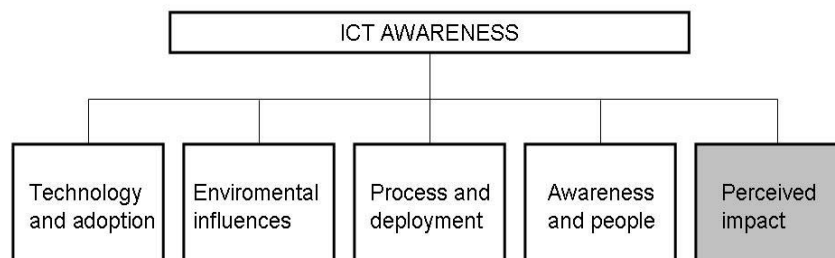 ICT AWARENESS
Technology
and adoption
Enviromental
influences
Process and
deployment
Awareness
and people
Perceived
impact